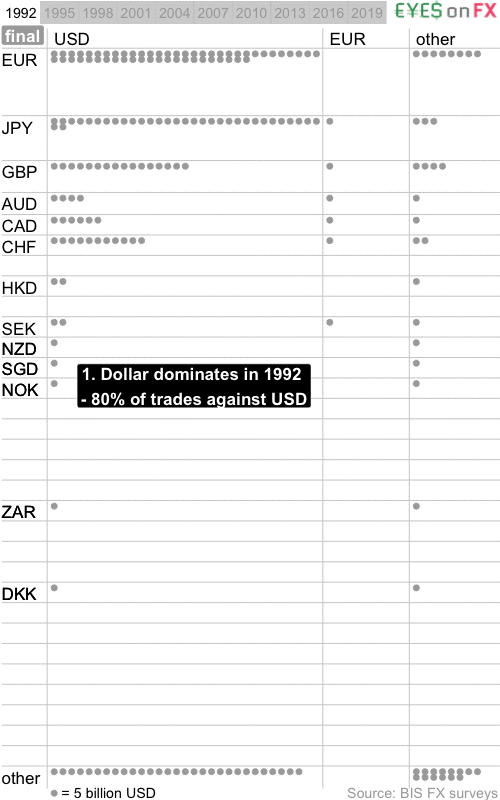 1992 1995 1998 2001 2004 2007 2010 2013 2016 2019 €¥E$ onFX
final USD EUR other
EUR
JPY
GBP
AUD
CAD
CHF
HKD
SEK
NZD
SGD
NOK
1. Dollar dominates in 1992
- 80% of trades against USD
ZAR
DKK
other
= 5 billion USD Source: BIS FX surveys